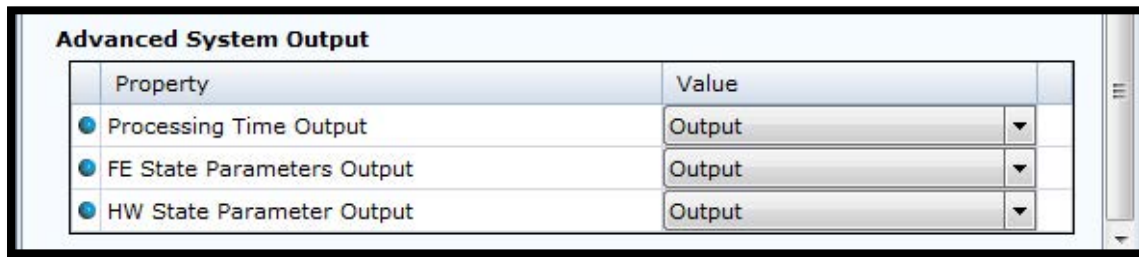 Advanced System Output
Property Value
Processing Time Output Output
FE State Parameters Output Output
HW State Parameter Output Output